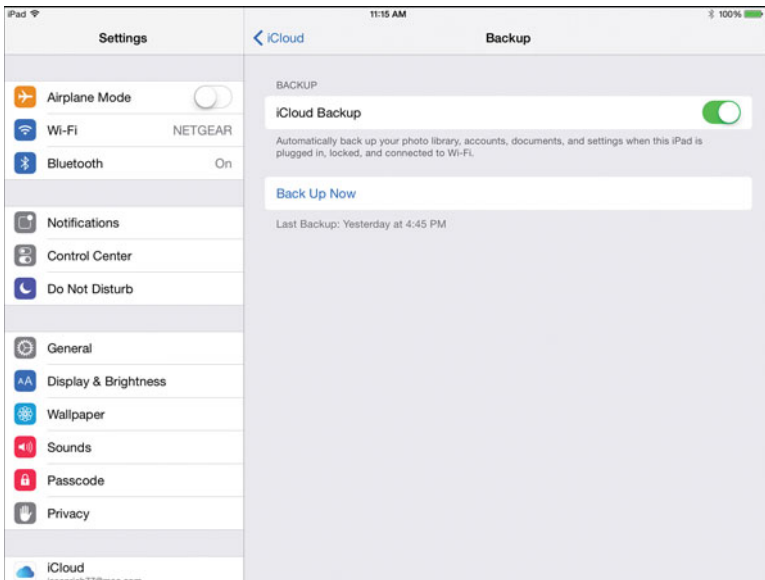 iPad
11:15 AM
100%
Settings
iCloud
Backup
Airplane Mode
Wi-Fi NETGEAR
Bluetooth On
Notifications
Control Center
Do Not Disturb
General
AA Display & Brightness
Wallpaper
Sounds
Passcode
Privacy
iCloud
BACKUP
iCloud Backup
Automatically back up your photo library, accounts, documents, and settings when this iPad is
plugged in, locked, and connected to Wi-Fi.
Back Up Now
Last Backup: Yesterday at 4:45 PM